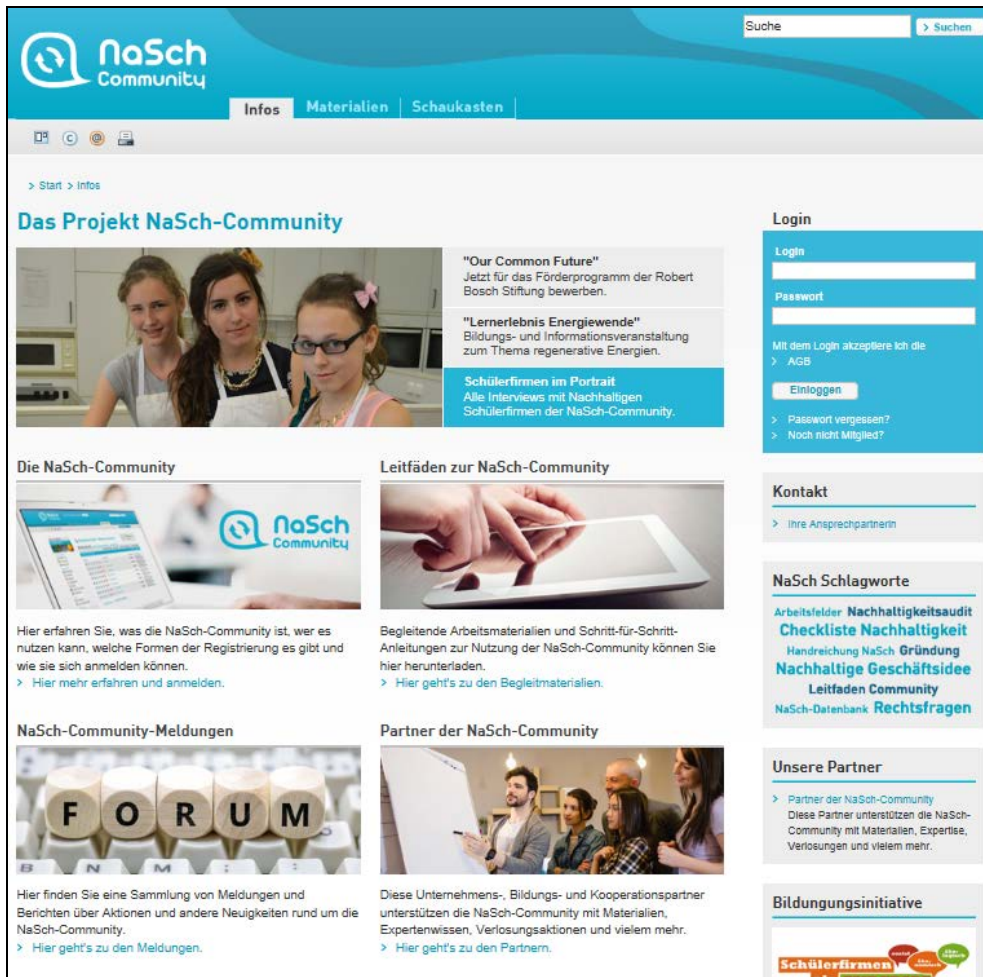 Suche
> Suchen
NaSch
Community
Infos
Materialien
Schaukasten
> Start > Infos
Das Projekt NaSch-Community
"Our Common Future"
Jetzt für das Förderprogramm der Robert
Bosch Stiftung bewerben.
"Lernerlebnis Energiewende"
Bildungs- und Informationsveranstaltung
zum Thema regenerative Energien.
Schülerfirmen im Portrait
Alle Interviews mit Nachhaltigen
Schülerfirmen der NaSch-Community.
Die NaSch-Community
NaSch
Community
Hier erfahren Sie, was die NaSch-Community ist, wer es
nutzen kann, welche Formen der Registrierung es gibt und
wie sie sich anmelden können.
> Hier mehr erfahren und anmelden.
Leitfäden zur NaSch-Community
Begleitende Arbeitsmaterialien und Schritt-für-Schritt-
Anleitungen zur Nutzung der NaSch-Community können Sie
hier herunterladen.
> Hier geht's zu den Begleitmaterialien.
NaSch-Community-Meldungen
FORUM
B N M ; :
Hier finden Sie eine Sammlung von Meldungen und
Berichten über Aktionen und andere Neuigkeiten rund um die
NaSch-Community.
> Hier geht's zu den Meldungen.
Partner der NaSch-Community
Diese Unternehmens-, Bildungs- und Kooperationspartner
unterstützen die NaSch-Community mit Materialien,
Expertenwissen, Verlosungsaktionen und vielem mehr.
> Hier geht's zu den Partnern.
Login
Login
Passwort
Mit dem Login akzeptiere ich die
> AGB
Einloggen
> Passwort vergessen?
> Noch nicht Mitglied?
Kontakt
> Ihre Ansprechpartnerin
NaSch Schlagworte
Arbeitsfelder Nachhaltigkeitsaudit
Checkliste Nachhaltigkeit
Handreichung NaSch Gründung
Nachhaltige Geschäftsidee
Leitfaden Community
NaSch-Datenbank Rechtsfragen
Unsere Partner
> Partner der NaSch-Community
Diese Partner unterstützen die NaSch-
Community mit Materialien, Expertise,
Verlosungen und vielem mehr.
Bildungungsinitiative
Schülerfirmen